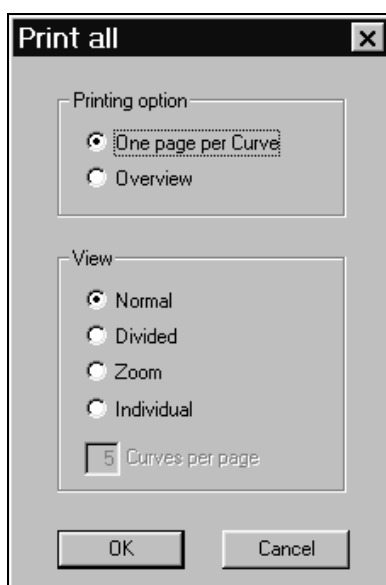 Print all
Printing option
One page per Curve
Overview
View
Normal
Divided
Zoom
Individual
5 Curves per page
OK Cancel